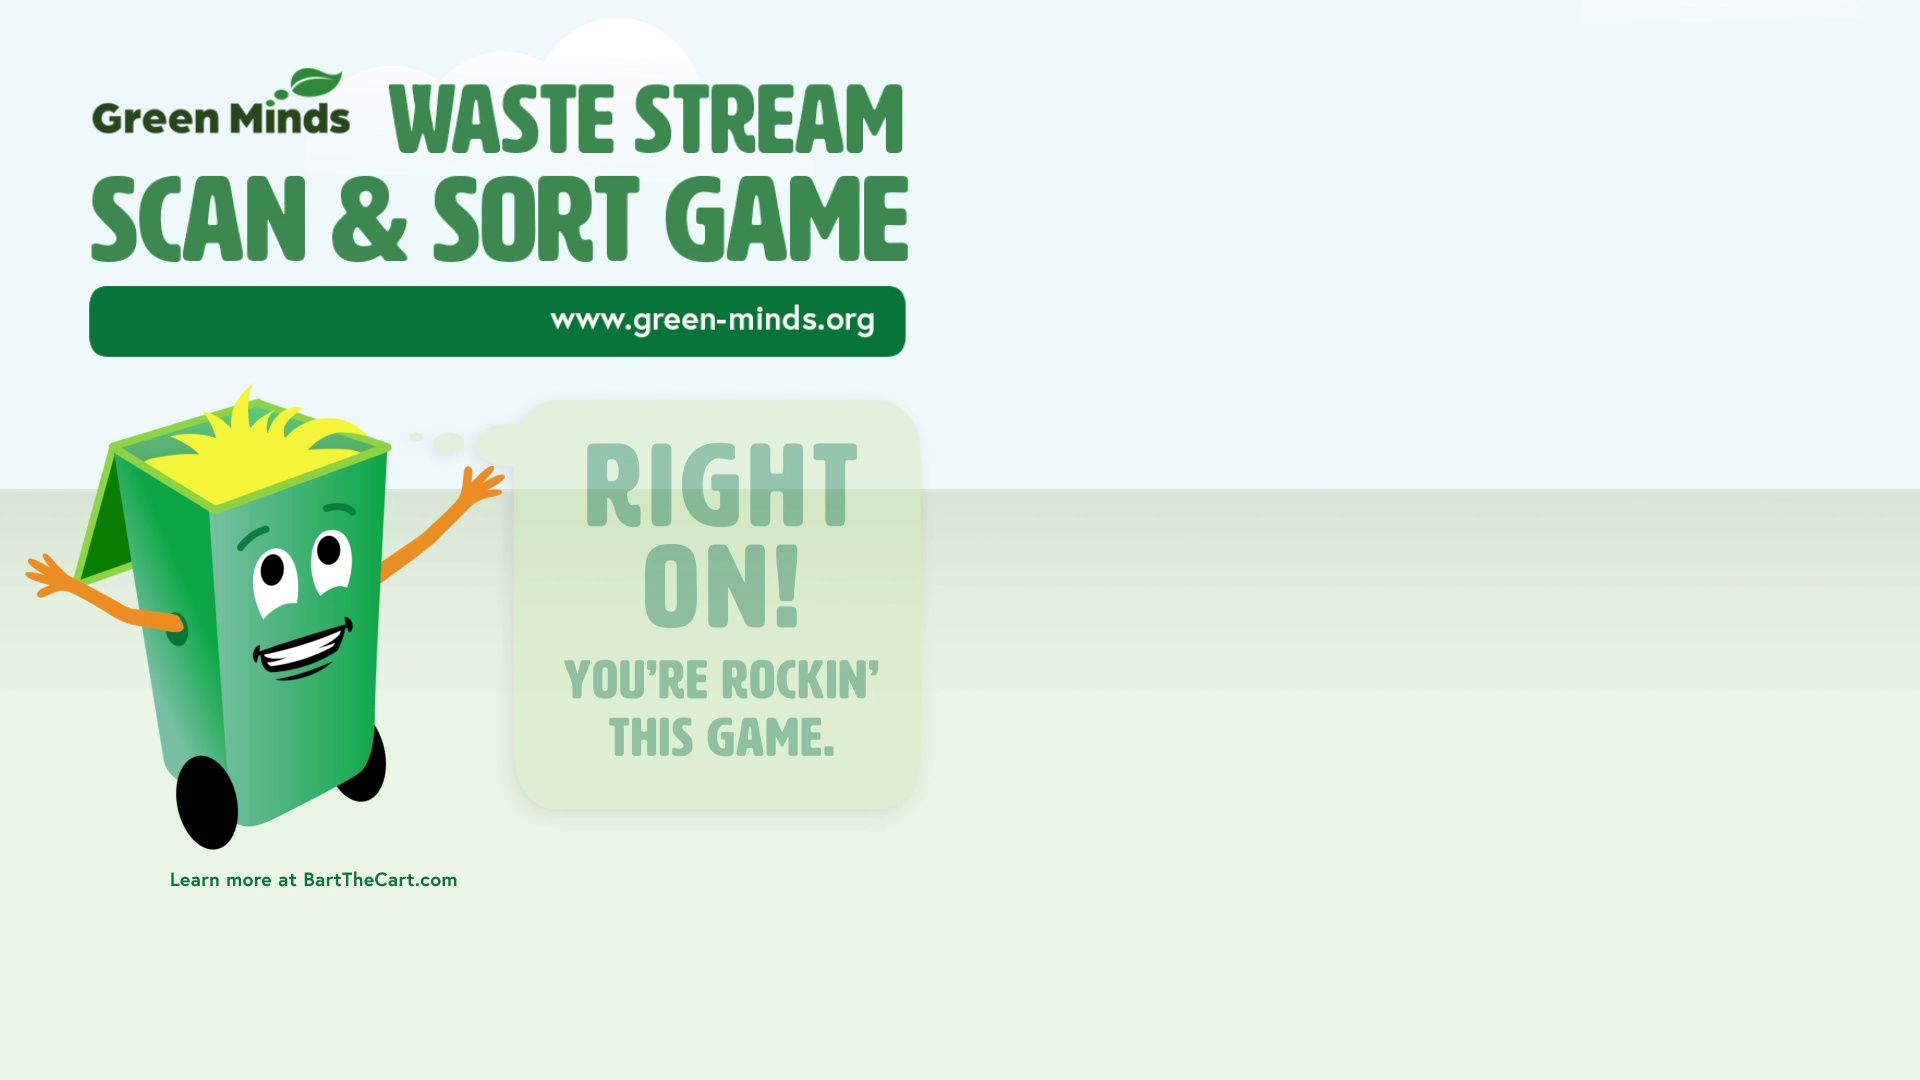 Green Minds WASTE STREAM
SCAN & SORT GAME
www.green-minds.org
RIGHT
ON!
YOU'RE ROCKIN'
THIS GAME.
Learn more at BartTheCart.com